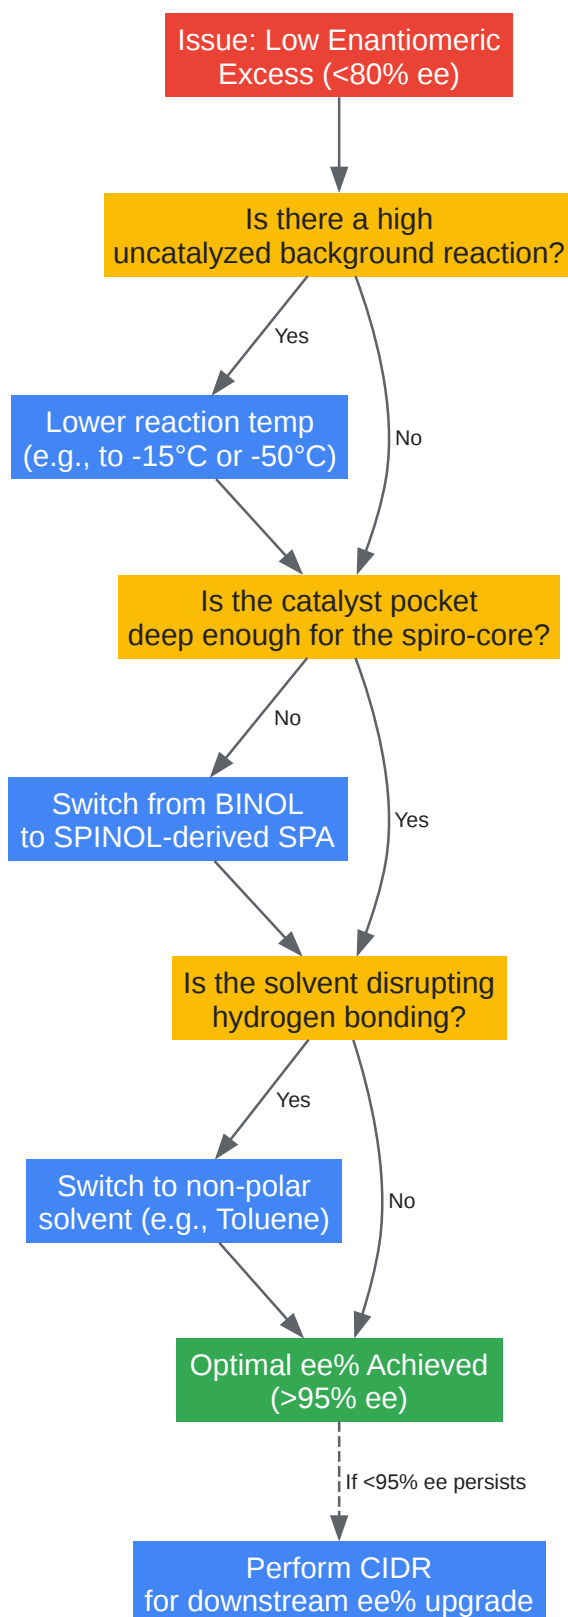 Issue: Low Enantiomeric
Excess (<80% ee)
Is there a high
uncatalyzed background reaction?
Yes
Lower reaction temp
(e.g., to -15°C or -50°C)
No
Is the catalyst pocket
deep enough for the spiro-core?
No
Switch from BINOL
to SPINOL-derived SPA
Yes
Is the solvent disrupting
hydrogen bonding?
Yes
Switch to non-polar
solvent (e.g., Toluene)
No
Optimal ee% Achieved
(>95% ee)
If <95% ee persists
Perform CIDR
for downstream ee% upgrade